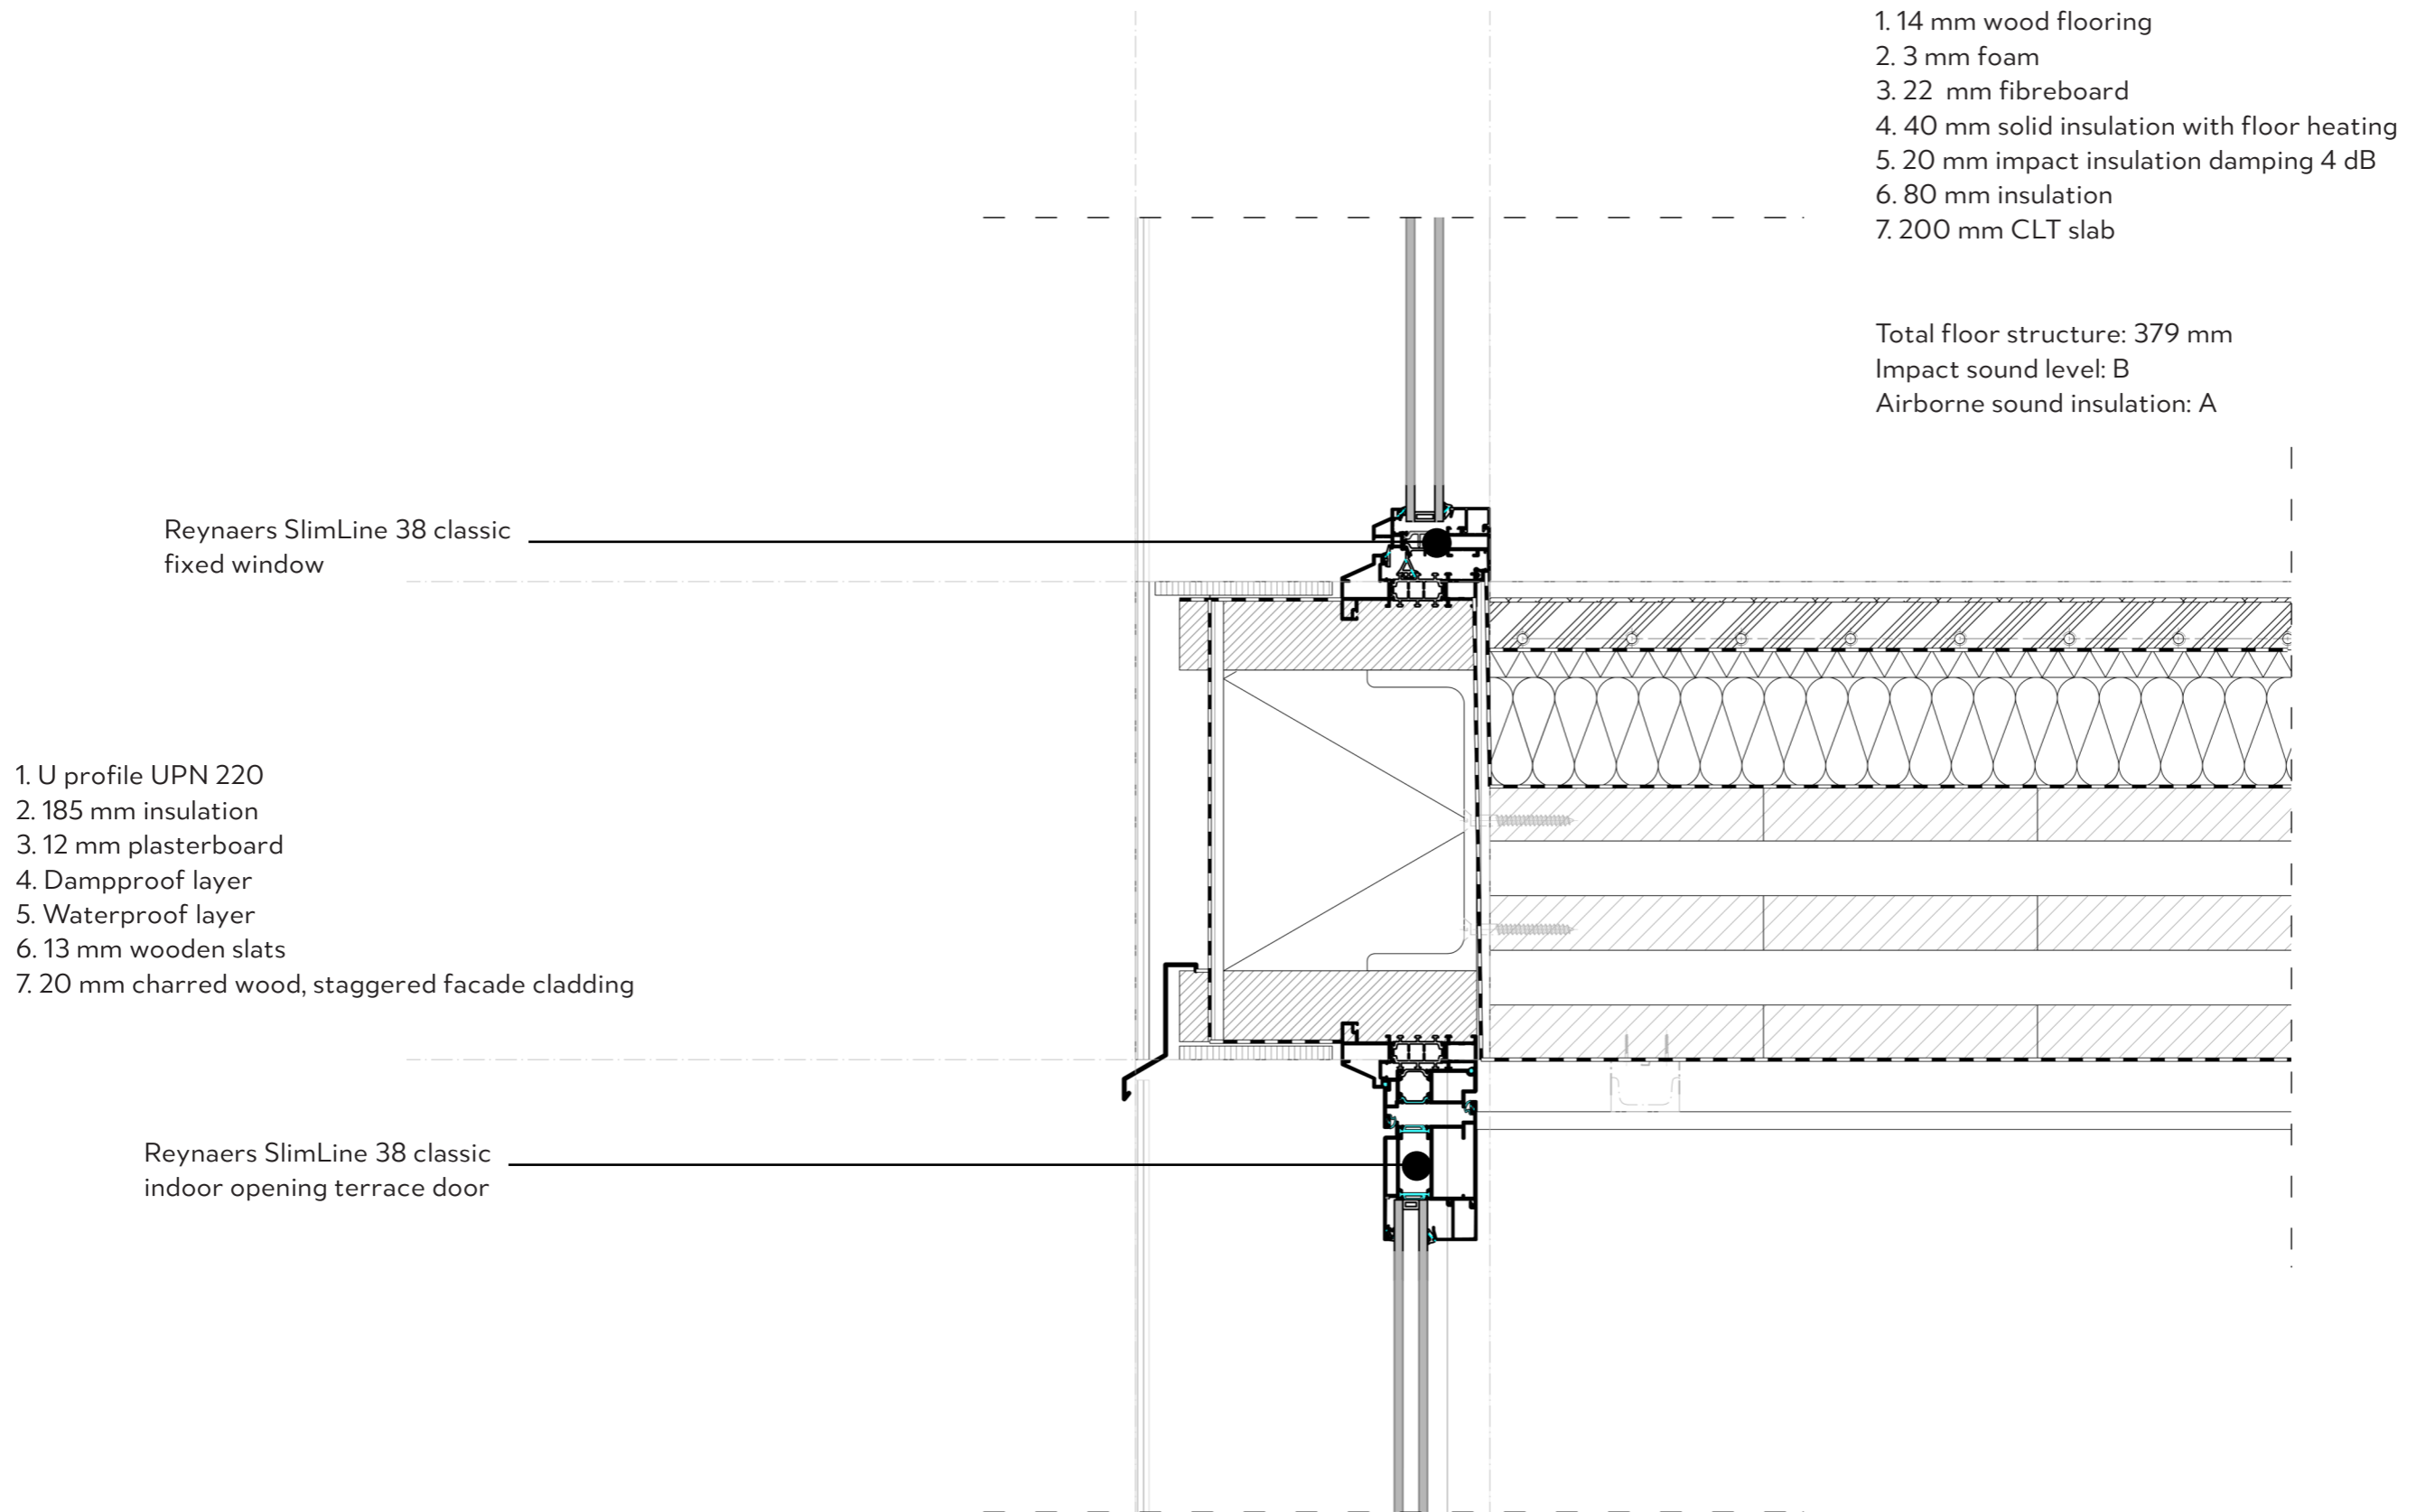 1. 14 mm wood flooring
2. 3 mm foam
3. 22  mm fibreboard
4. 40 mm solid insulation with floor heating
5. 20 mm impact insulation damping 4 dB
6. 80 mm insulation
7. 200 mm CLT slab
Total floor structure: 379 mm
Impact sound level: B
Airborne sound insulation: A
Reynaers SlimLine 38 classic
fixed window
1. U profile UPN 220
2. 185 mm insulation
3. 12 mm plasterboard
4. Dampproof layer
5. Waterproof layer
6. 13 mm wooden slats
7. 20 mm charred wood, staggered facade cladding
Reynaers SlimLine 38 classic
indoor opening terrace door